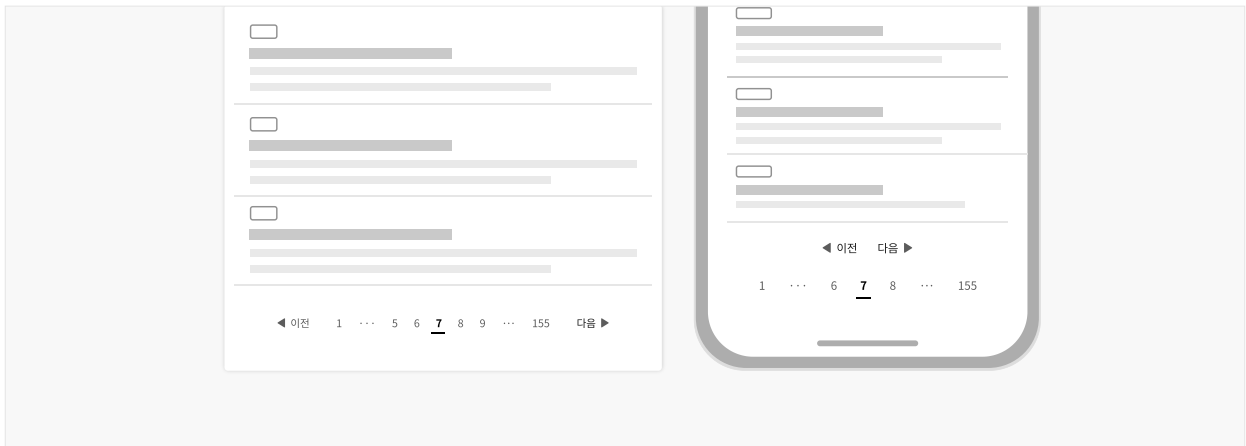 ◀ 이전 1 ··· 5 6 7 8 9 ··· 155 다음 ▶
◀ 이전 다음 ▶
1 ··· 6 7 8 ··· 155